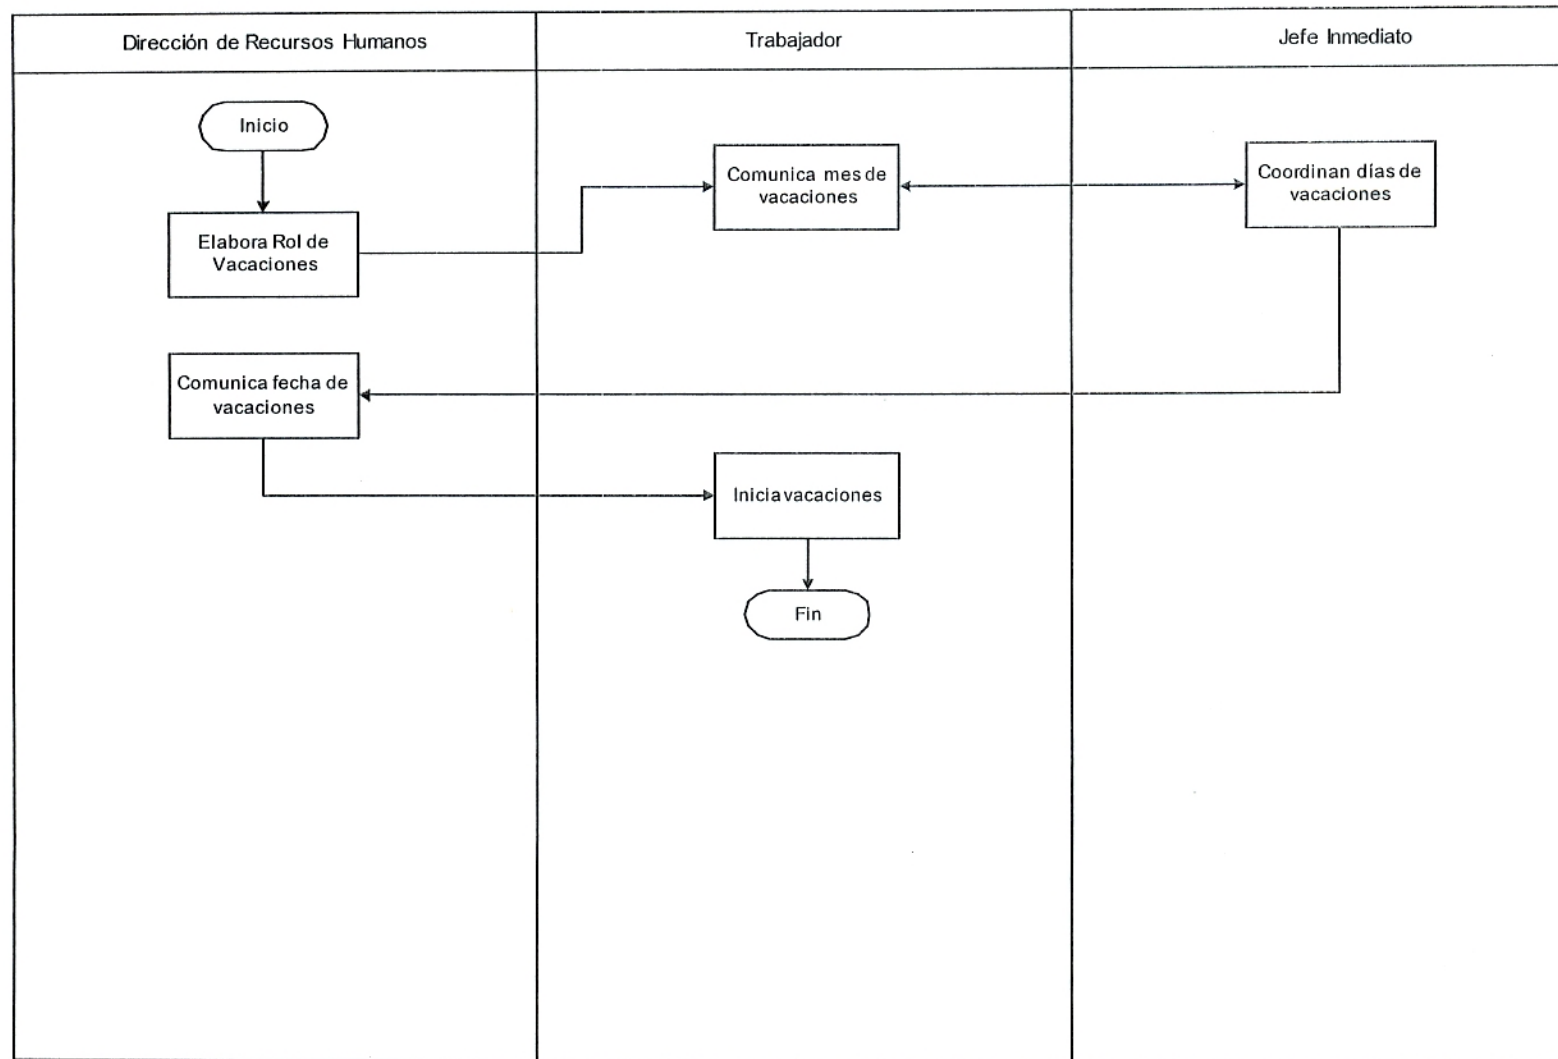 Dirección de Recursos Humanos
Trabajador
Jefe Inmediato
Inicio
Elabora Rol de
Vacaciones
Comunica mes de
vacaciones
Coordinan días de
vacaciones
Comunica fecha de
vacaciones
Inicia vacaciones
Fin